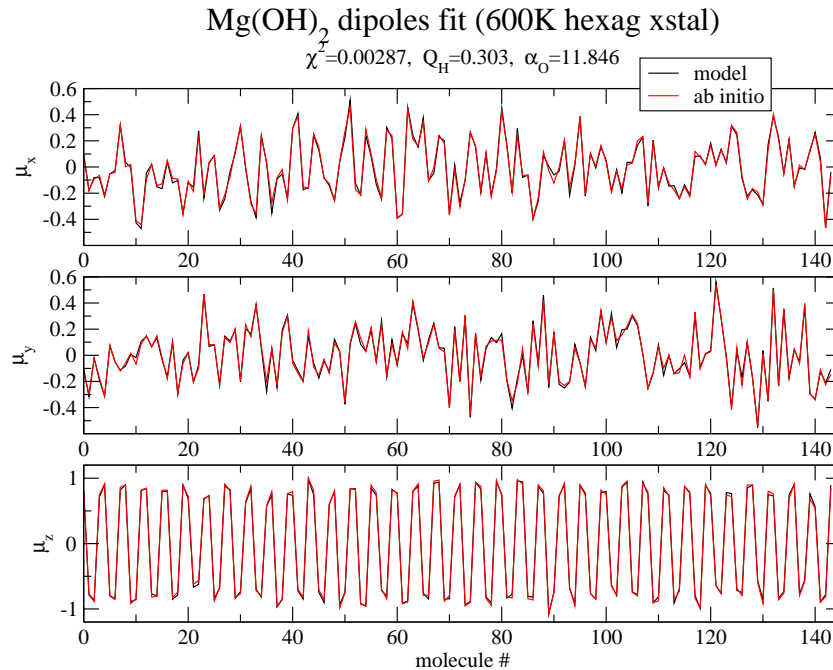 Mg(OH)2 dipoles fit (600K hexag xstal)
χ2=0.00287, QH=0.303, αO=11.846
model
ab initio
0.6
0.4
0.2
0
-0.2
-0.4
μx
0 20 40 60 80 100 120 140
0.6
0.4
0.2
0
-0.2
-0.4
μy
0 20 40 60 80 100 120 140
1
0
-1
μz
0 20 40 60 80 100 120 140
molecule #